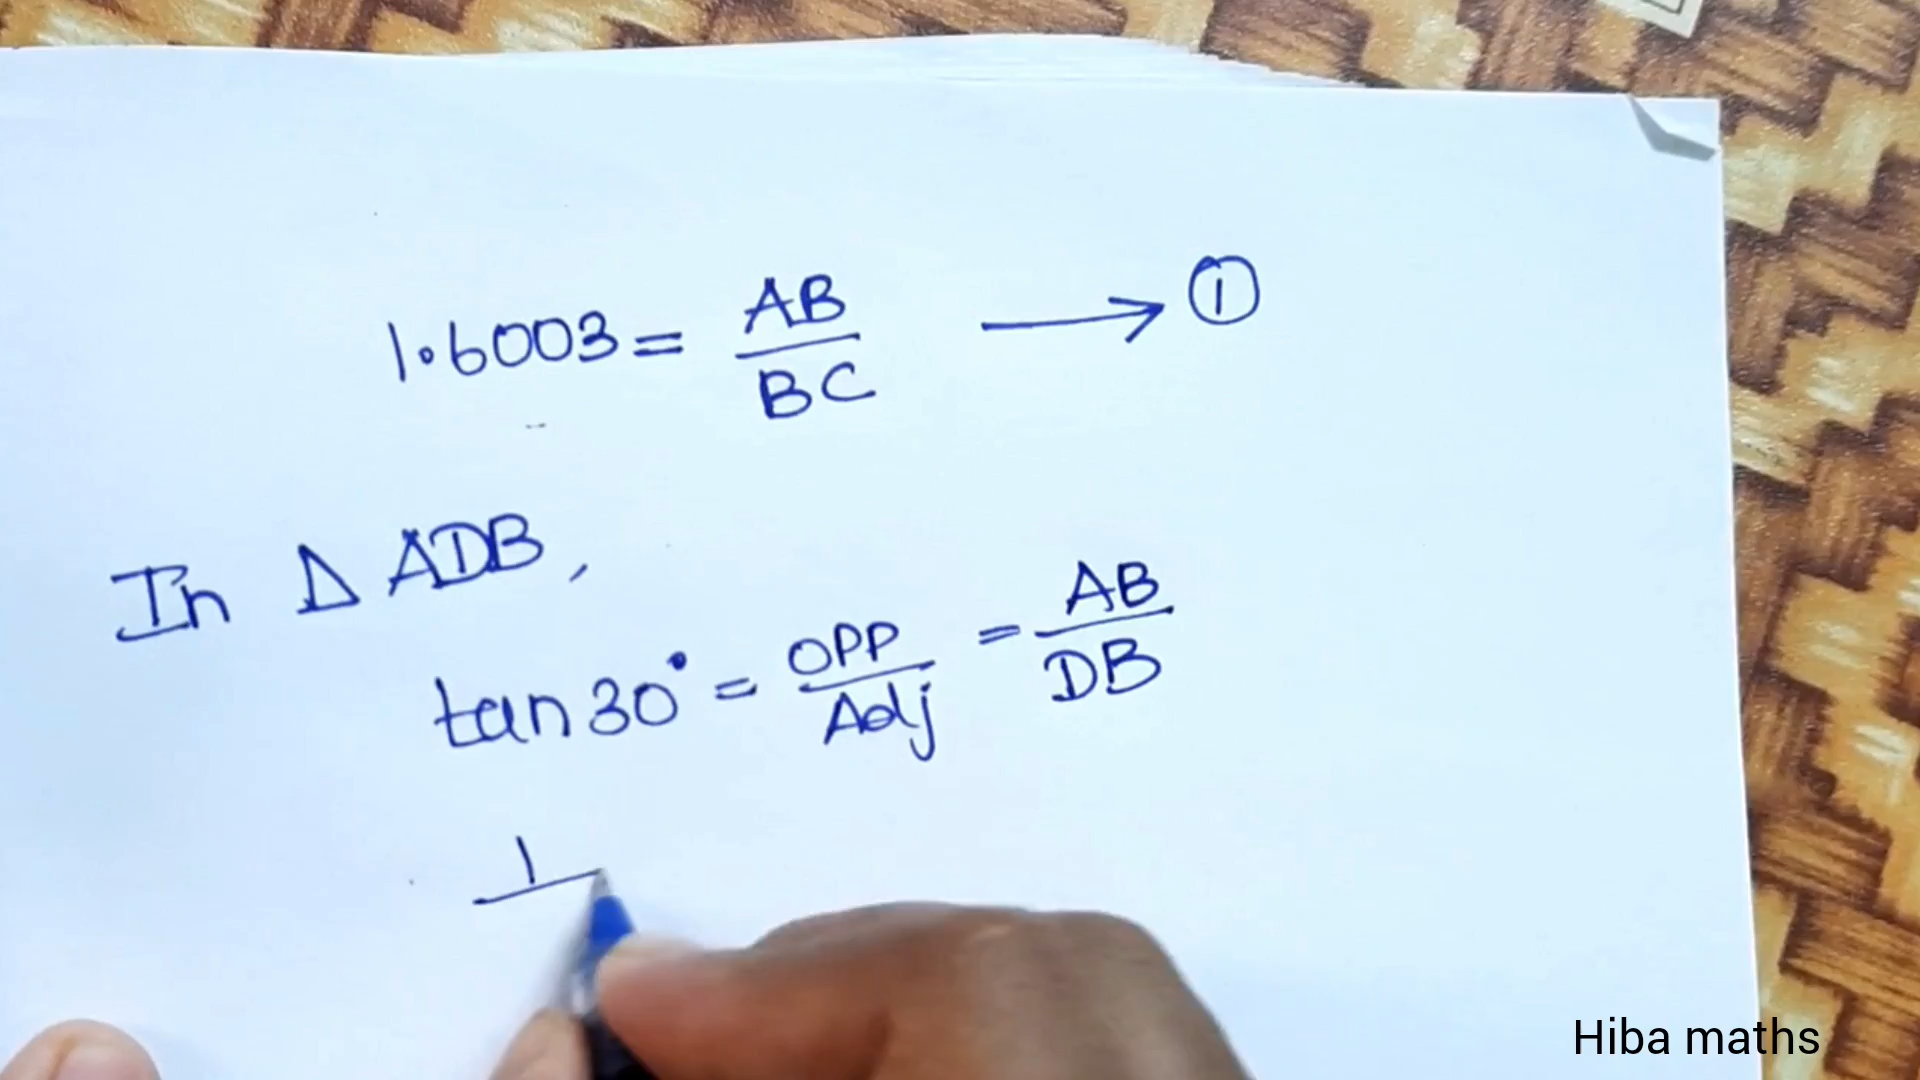 1.6003 = AB/BC → ①
In Δ ADB,
tan 30° = OPP/Adj = AB/DB
1
Hiba maths